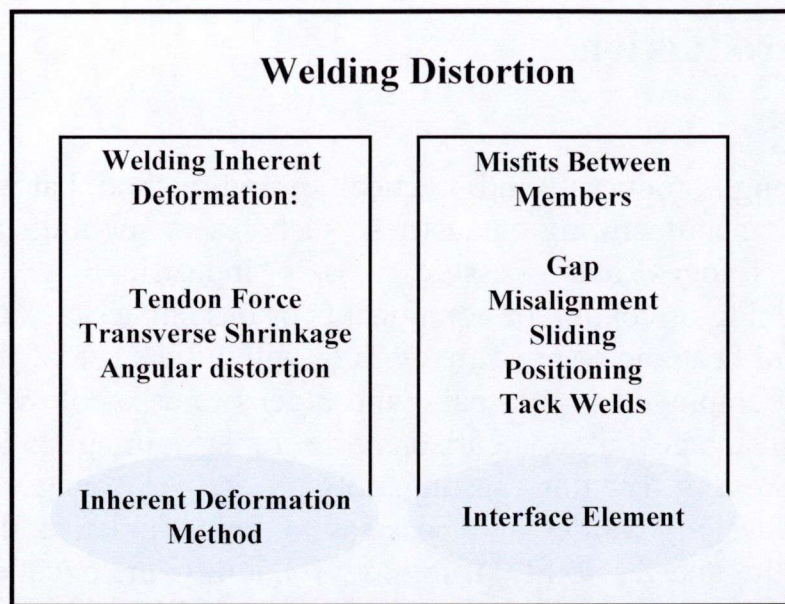 Welding Distortion
Welding Inherent
Deformation:
Tendon Force
Transverse Shrinkage
Angular distortion
Inherent Deformation
Method
Misfits Between
Members
Gap
Misalignment
Sliding
Positioning
Tack Welds
Interface Element